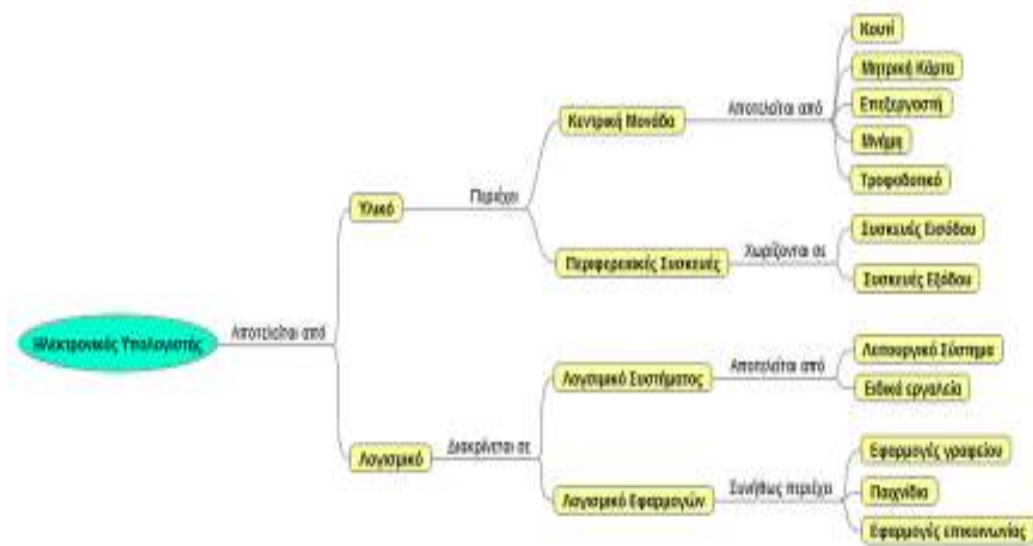 Ηλεκτρονικός Υπολογιστής
Αποτελείται από
Υλικό
Περιέχει
Κεντρική Μονάδα
Αποτελείται από
Κουτί
Μητρική Κάρτα
Επεξεργαστή
Μνήμη
Τροφοδοτικό
Περιφερειακές Συσκευές
Χωρίζονται σε
Συσκευές Εισόδου
Συσκευές Εξόδου
Λογισμικό
Διακρίνεται σε
Λογισμικό Συστήματος
Αποτελείται από
Λειτουργικό Σύστημα
Ειδικά εργαλεία
Λογισμικό Εφαρμογών
Συνήθως περιέχει
Εφαρμογές γραφείου
Παιχνίδια
Εφαρμογές επικοινωνίας